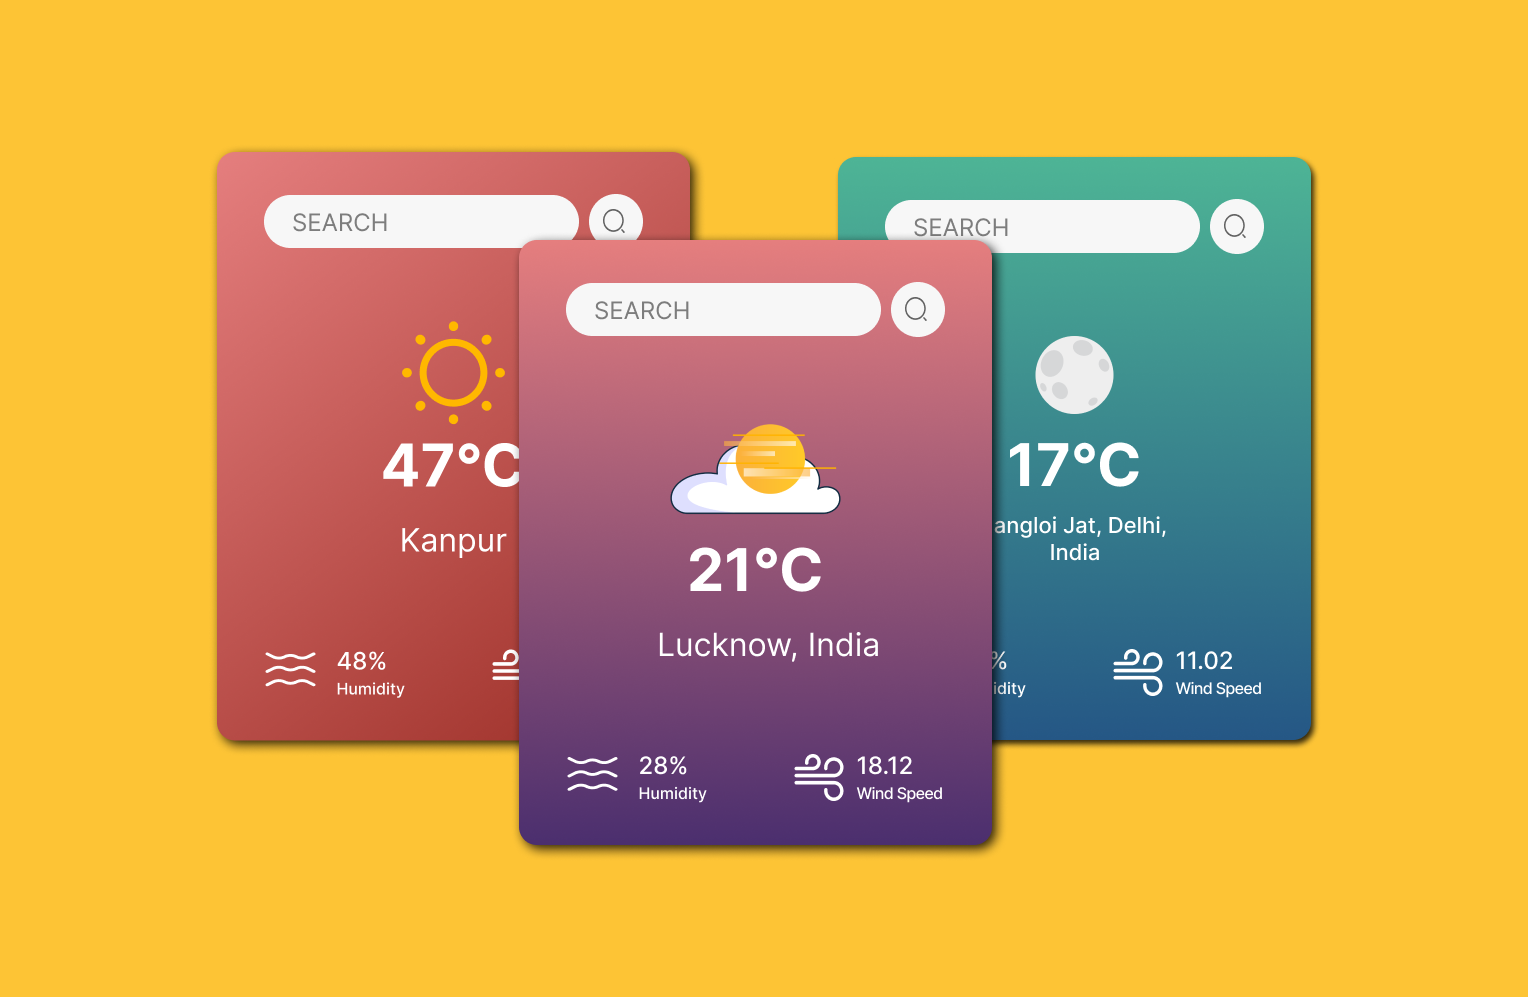 SEARCH
47°C
Kanpur
48%
Humidity
SEARCH
21°C
Lucknow, India
28%
Humidity
18.12
Wind Speed
SEARCH
17°C
angloi Jat, Delhi,
India
%
idity
11.02
Wind Speed